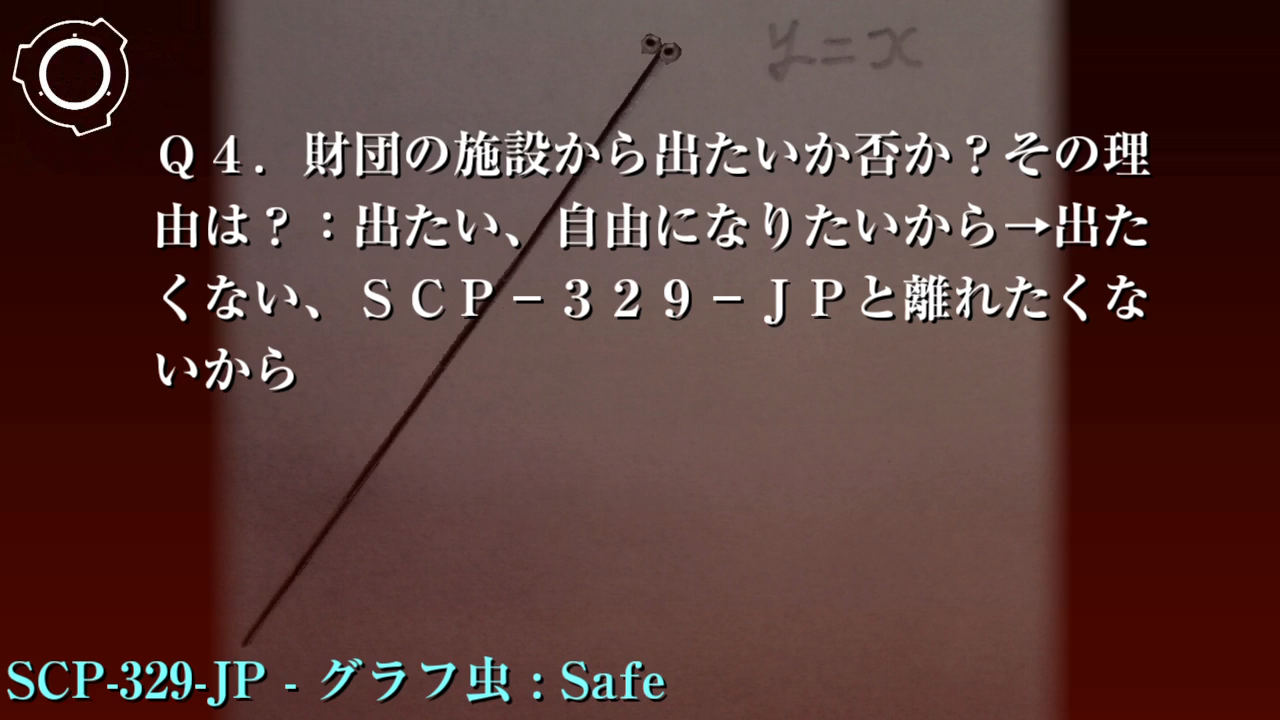 y=x
Ｑ４．財団の施設から出たいか否か？その理
由は？：出たい、自由になりたいから→出た
くない、ＳＣＰ－３２９－ＪＰと離れたくな
いから
SCP-329-JP - グラフ虫 : Safe